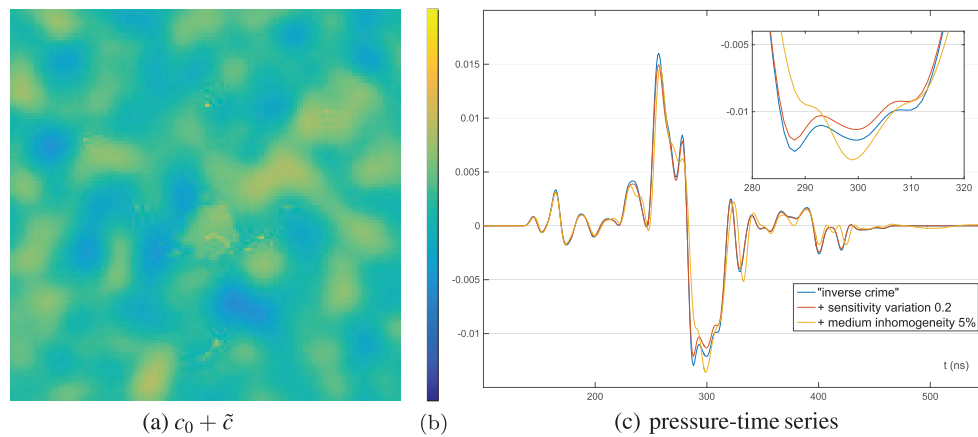 0.015
0.01
0.005
0
-0.005
-0.01
200
300
400
500
t (ns)
-0.005
-0.01
280
290
300
310
320
"inverse crime"
+ sensitivity variation 0.2
+ medium inhomogeneity 5%
(a) c₀ + c̃
(b)
(c) pressure-time series